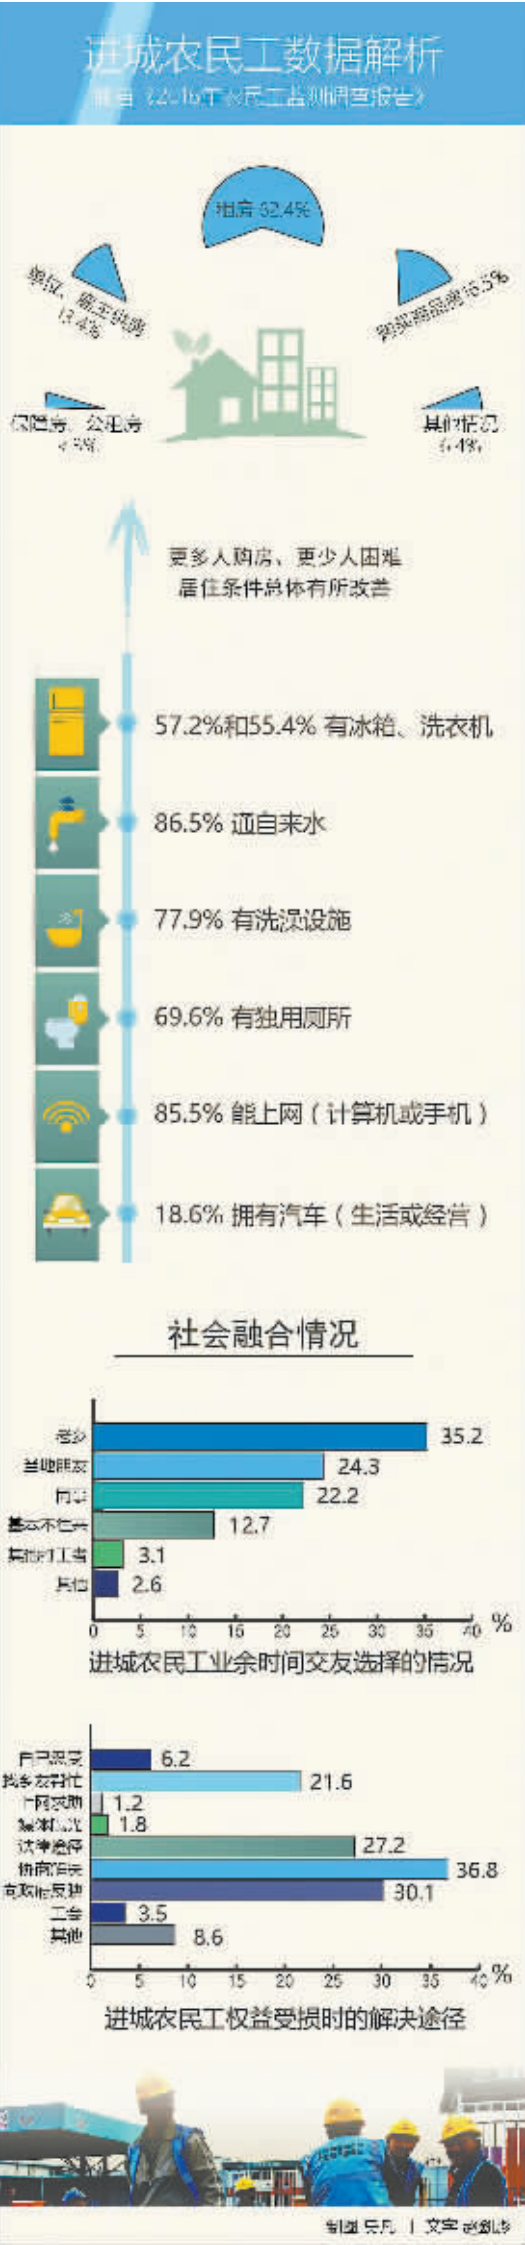 进城农民工数据解析
租房 62.4%
单位、雇主供房
13.4%
购买商品房16.5%
保障房、公租房
其他情况
更多人购房、更少人困难
居住条件总体有所改善
57.2%和55.4% 有冰箱、洗衣机
86.5% 通自来水
77.9% 有洗澡设施
69.6% 有独用厕所
85.5% 能上网（计算机或手机）
18.6% 拥有汽车（生活或经营）
社会融合情况
老乡 35.2
当地朋友 24.3
同事 22.2
基本不往来 12.7
其他打工者 3.1
其他 2.6
0 5 10 15 20 25 30 35 40 %
进城农民工业余时间交友选择的情况
自己忍受 6.2
找乡友帮忙 21.6
上网求助 1.2
媒体曝光 1.8
法律途径 27.2
协商解决 36.8
向政府反映 30.1
工会 3.5
其他 8.6
0 5 10 15 20 25 30 35 40 %
进城农民工权益受损时的解决途径